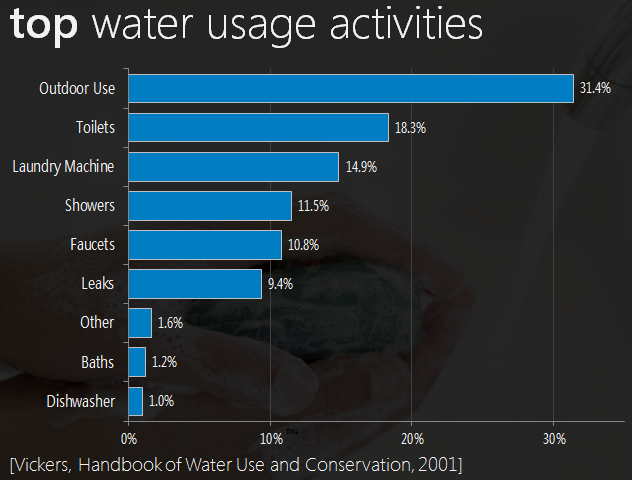 top water usage activities
Outdoor Use 31.4%
Toilets 18.3%
Laundry Machine 14.9%
Showers 11.5%
Faucets 10.8%
Leaks 9.4%
Other 1.6%
Baths 1.2%
Dishwasher 1.0%
0% 10% 20% 30%
[Vickers, Handbook of Water Use and Conservation, 2001]